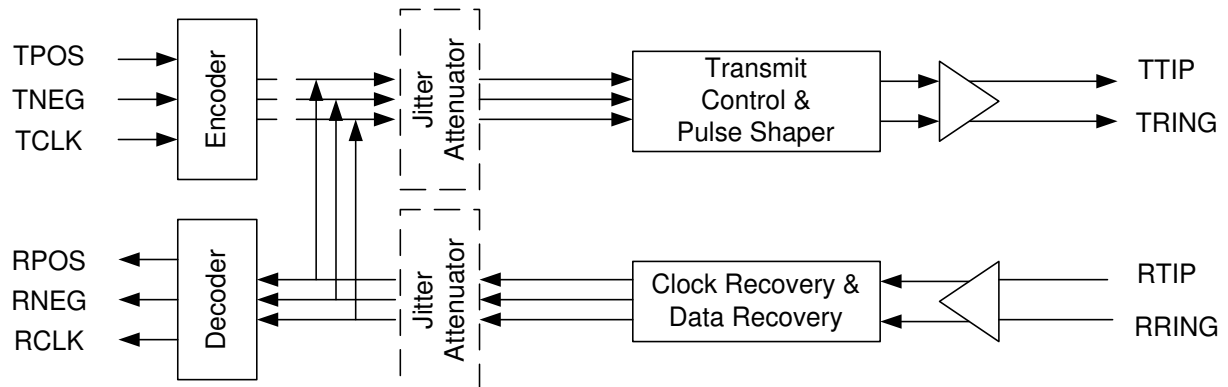 TPOS
TNEG
TCLK
Encoder
Jitter
Attenuator
Transmit
Control &
Pulse Shaper
TTIP
TRING
RPOS
RNEG
RCLK
Decoder
Jitter
Attenuator
Clock Recovery &
Data Recovery
RTIP
RRING